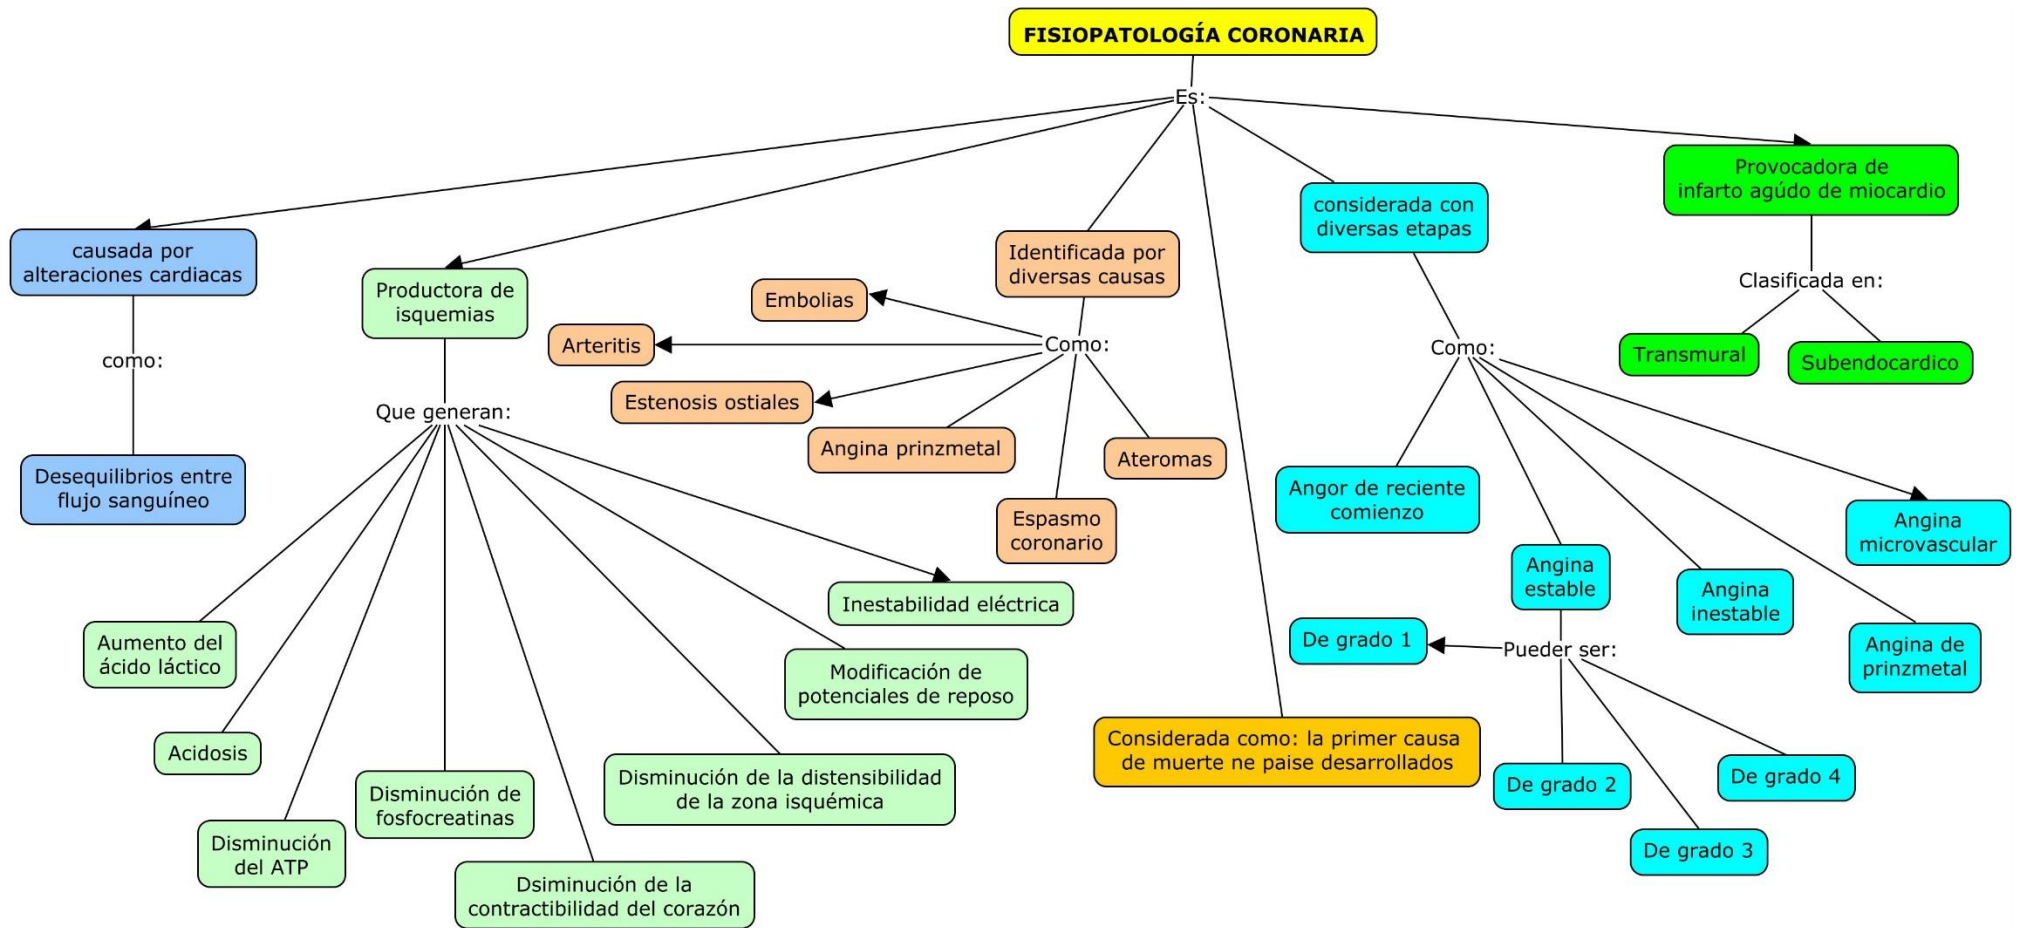 FISIOPATOLOGÍA CORONARIA
Es:
causada por
alteraciones cardiacas
como:
Desequilibrios entre
flujo sanguíneo
Productora de
isquemias
Que generan:
Aumento del
ácido láctico
Acidosis
Disminución
del ATP
Disminución de
fosfocreatinas
Dsiminución de la
contractibilidad del corazón
Disminución de la distensibilidad
de la zona isquémica
Modificación de
potenciales de reposo
Inestabilidad eléctrica
Identificada por
diversas causas
Como:
Embolias
Arteritis
Estenosis ostiales
Angina prinzmetal
Espasmo
coronario
Ateromas
Considerada como: la primer causa
de muerte ne paise desarrollados
considerada con
diversas etapas
Como:
Angor de reciente
comienzo
Angina
estable
Pueder ser:
De grado 1
De grado 2
De grado 3
De grado 4
Angina
inestable
Angina de
prinzmetal
Angina
microvascular
Provocadora de
infarto agúdo de miocardio
Clasificada en:
Transmural
Subendocardico